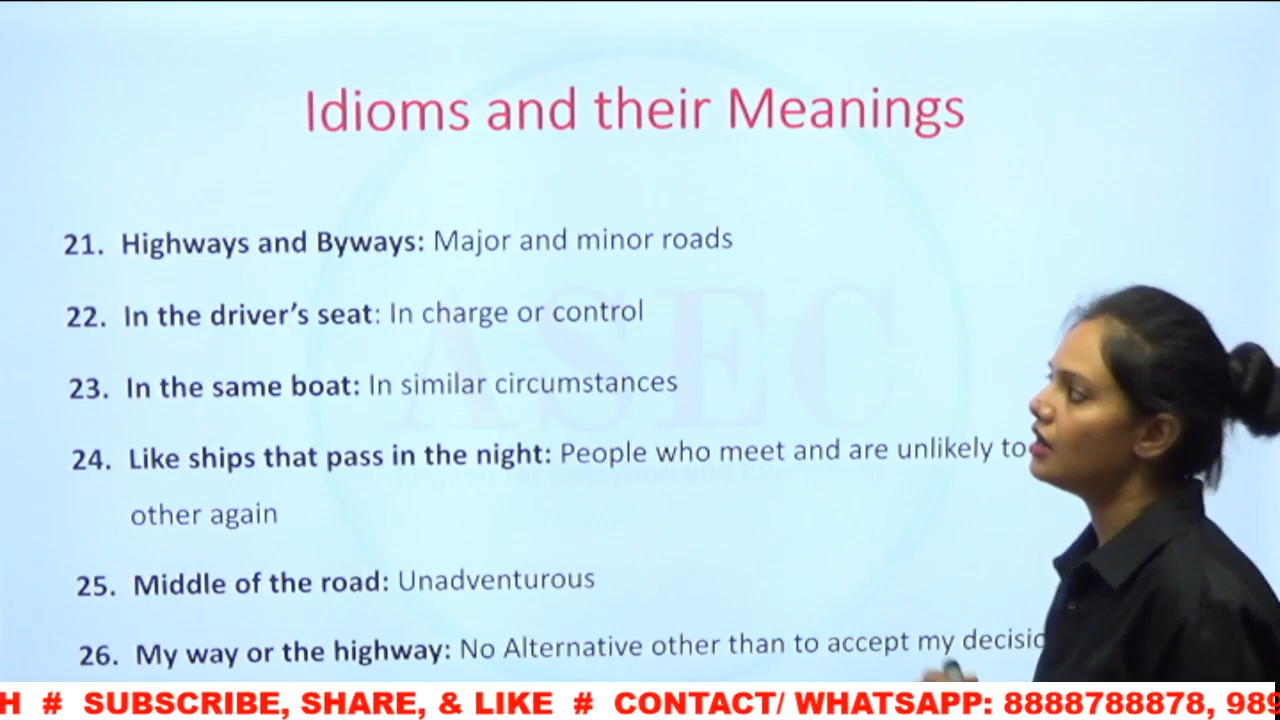 Idioms and their Meanings
21. Highways and Byways: Major and minor roads
22. In the driver's seat: In charge or control
23. In the same boat: In similar circumstances
24. Like ships that pass in the night: People who meet and are unlikely to
other again
25. Middle of the road: Unadventurous
26. My way or the highway: No Alternative other than to accept my
ASEC
H # SUBSCRIBE, SHARE, & LIKE # CONTACT/ WHATSAPP: 8888788878, 989